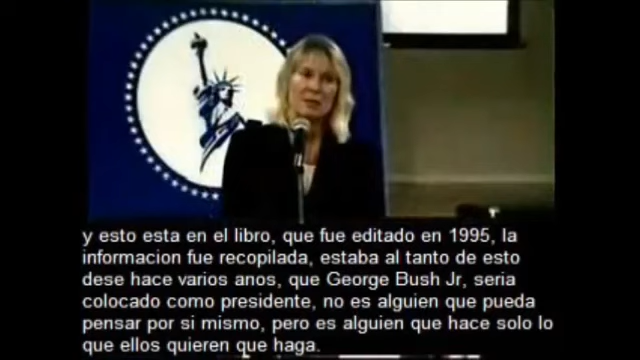 y esto esta en el libro, que fue editado en 1995, la
informacion fue recopilada, estaba al tanto de esto
dese hace varios anos, que George Bush Jr, seria
colocado como presidente, no es alguien que pueda
pensar por si mismo, pero es alguien que hace solo lo
que ellos quieren que haga.